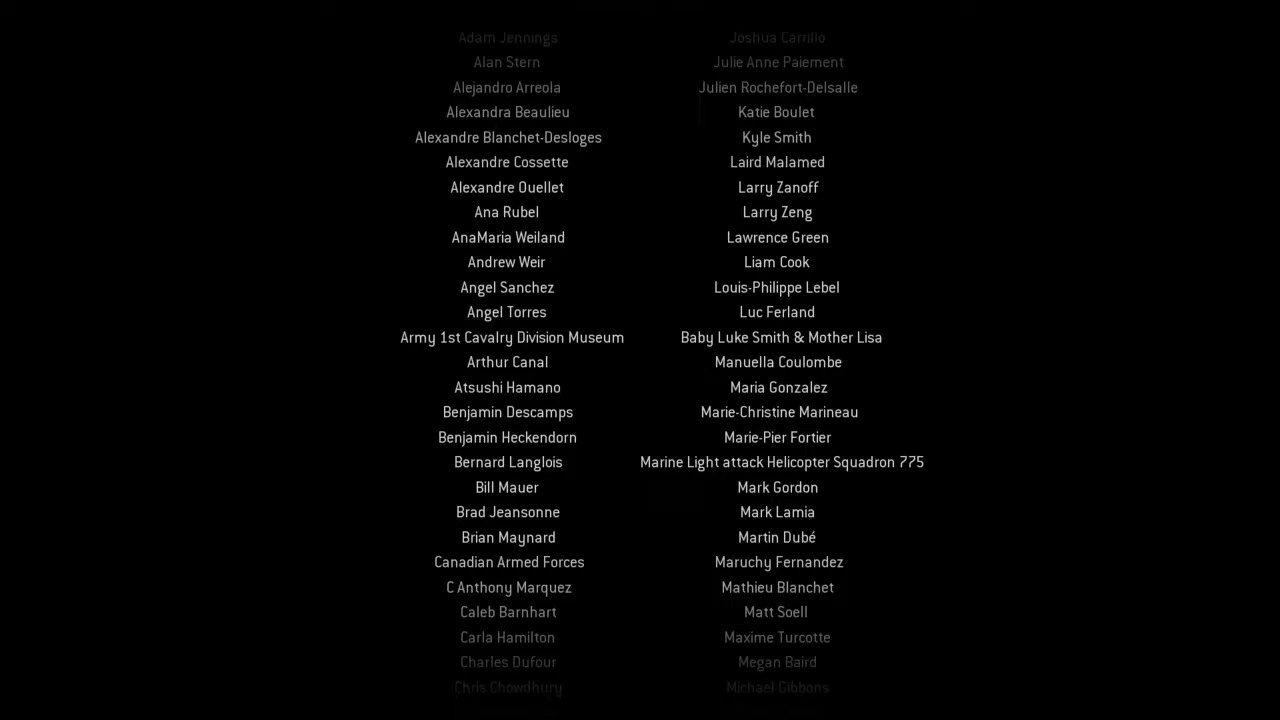 Adam Jennings
Alan Stern
Alejandro Arreola
Alexandra Beaulieu
Alexandre Blanchet-Desloges
Alexandre Cossette
Alexandre Ouellet
Ana Rubel
AnaMaria Weiland
Andrew Weir
Angel Sanchez
Angel Torres
Army 1st Cavalry Division Museum
Arthur Canal
Atsushi Hamano
Benjamin Descamps
Benjamin Heckendorn
Bernard Langlois
Bill Mauer
Brad Jeansonne
Brian Maynard
Canadian Armed Forces
C Anthony Marquez
Caleb Barnhart
Carla Hamilton
Charles Dufour
Chris Chowdhury
Joshua Carrillo
Julie Anne Paiement
Julien Rochefort-Delsalle
Katie Boulet
Kyle Smith
Laird Malamed
Larry Zanoff
Larry Zeng
Lawrence Green
Liam Cook
Louis-Philippe Lebel
Luc Ferland
Baby Luke Smith & Mother Lisa
Manuella Coulombe
Maria Gonzalez
Marie-Christine Marineau
Marie-Pier Fortier
Marine Light attack Helicopter Squadron 775
Mark Gordon
Mark Lamia
Martin Dubé
Maruchy Fernandez
Mathieu Blanchet
Matt Soell
Maxime Turcotte
Megan Baird
Michael Gibbons